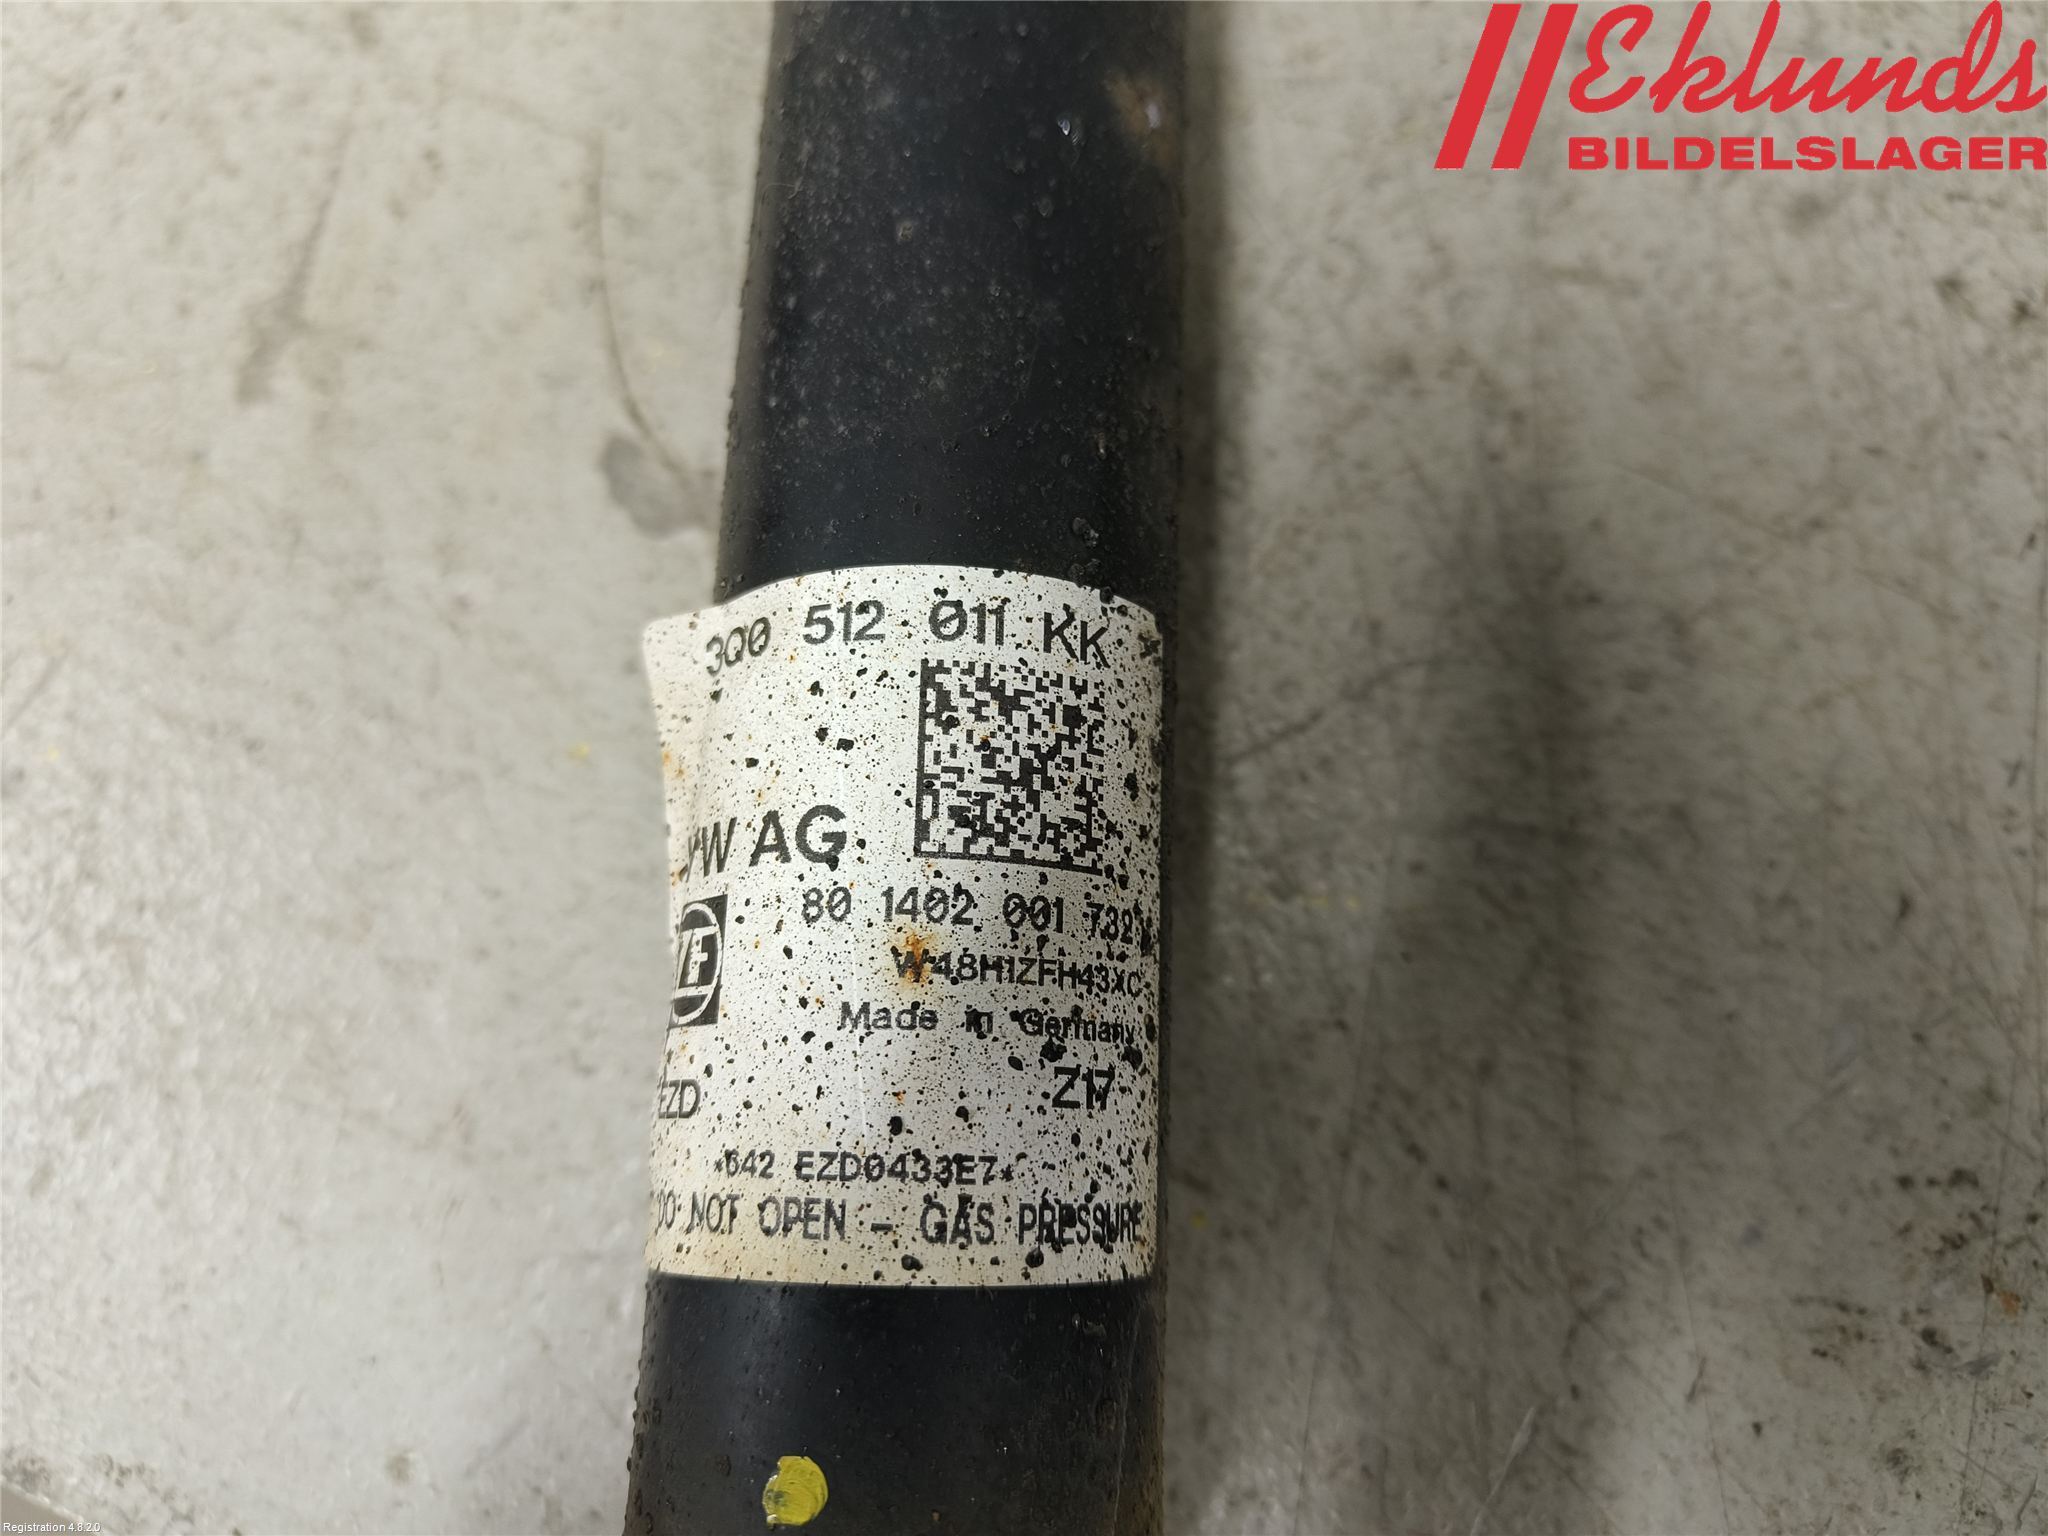 Eklunds
BILDELSLAGER
3Q0 512 011 KK
VW AG
80 1402 001 732
ZF
W48H1ZFH43XC
Made in Germany
EZD Z17
*642 EZD0433E7*
DO NOT OPEN - GAS PRESSURE
Registration 4.8.2.0